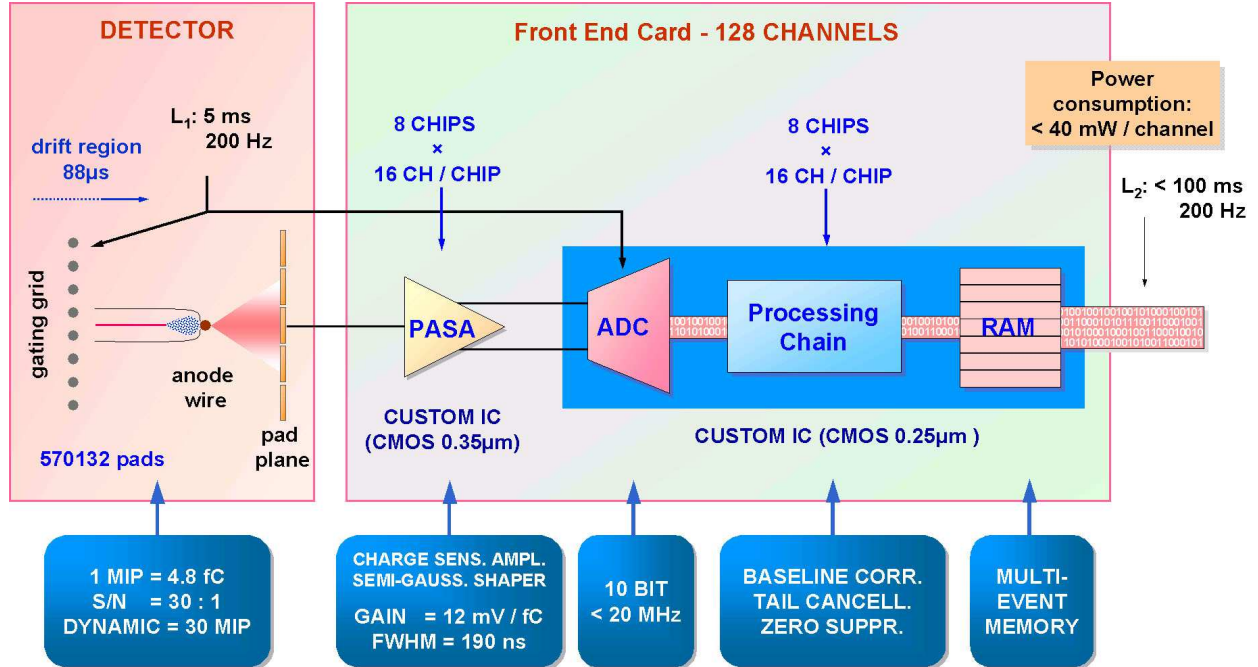 DETECTOR
Front End Card - 128 CHANNELS
L1: 5 ms
200 Hz
drift region
88µs
8 CHIPS
×
16 CH / CHIP
8 CHIPS
×
16 CH / CHIP
Power
consumption:
< 40 mW / channel
L2: < 100 ms
200 Hz
gating grid
anode
wire
pad
plane
570132 pads
PASA
ADC
Processing
Chain
RAM
CUSTOM IC
(CMOS 0.35µm)
CUSTOM IC (CMOS 0.25µm )
1 MIP = 4.8 fC
S/N = 30 : 1
DYNAMIC = 30 MIP
CHARGE SENS. AMPL.
SEMI-GAUSS. SHAPER
GAIN = 12 mV / fC
FWHM = 190 ns
10 BIT
< 20 MHz
BASELINE CORR.
TAIL CANCELL.
ZERO SUPPR.
MULTI-
EVENT
MEMORY